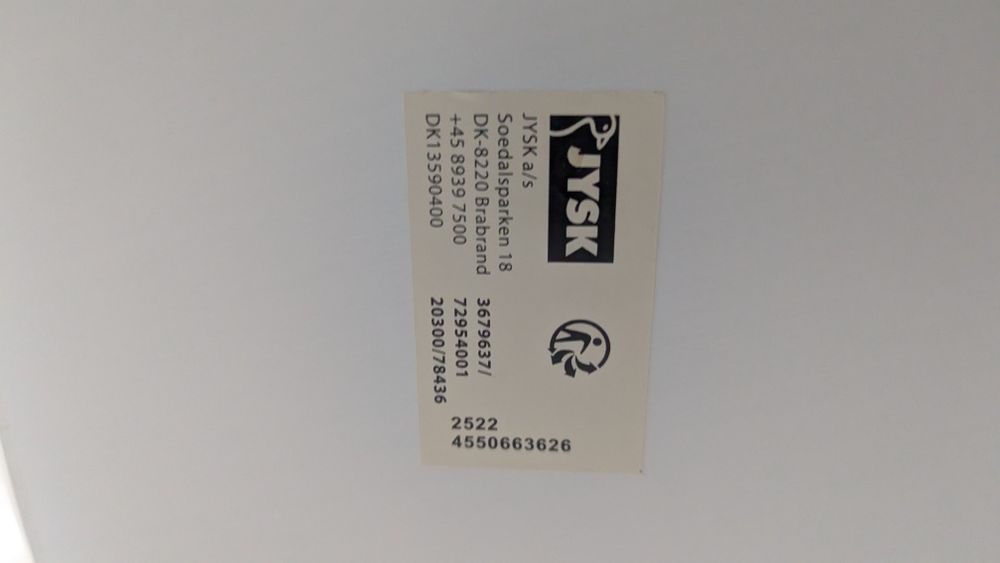 JYSK
JYSK a/s
Soedalsparken 18
DK-8220 Brabrand
+45 8939 7500
DK13590400
3679637/
72954001
20300/78436
2522
4550663626